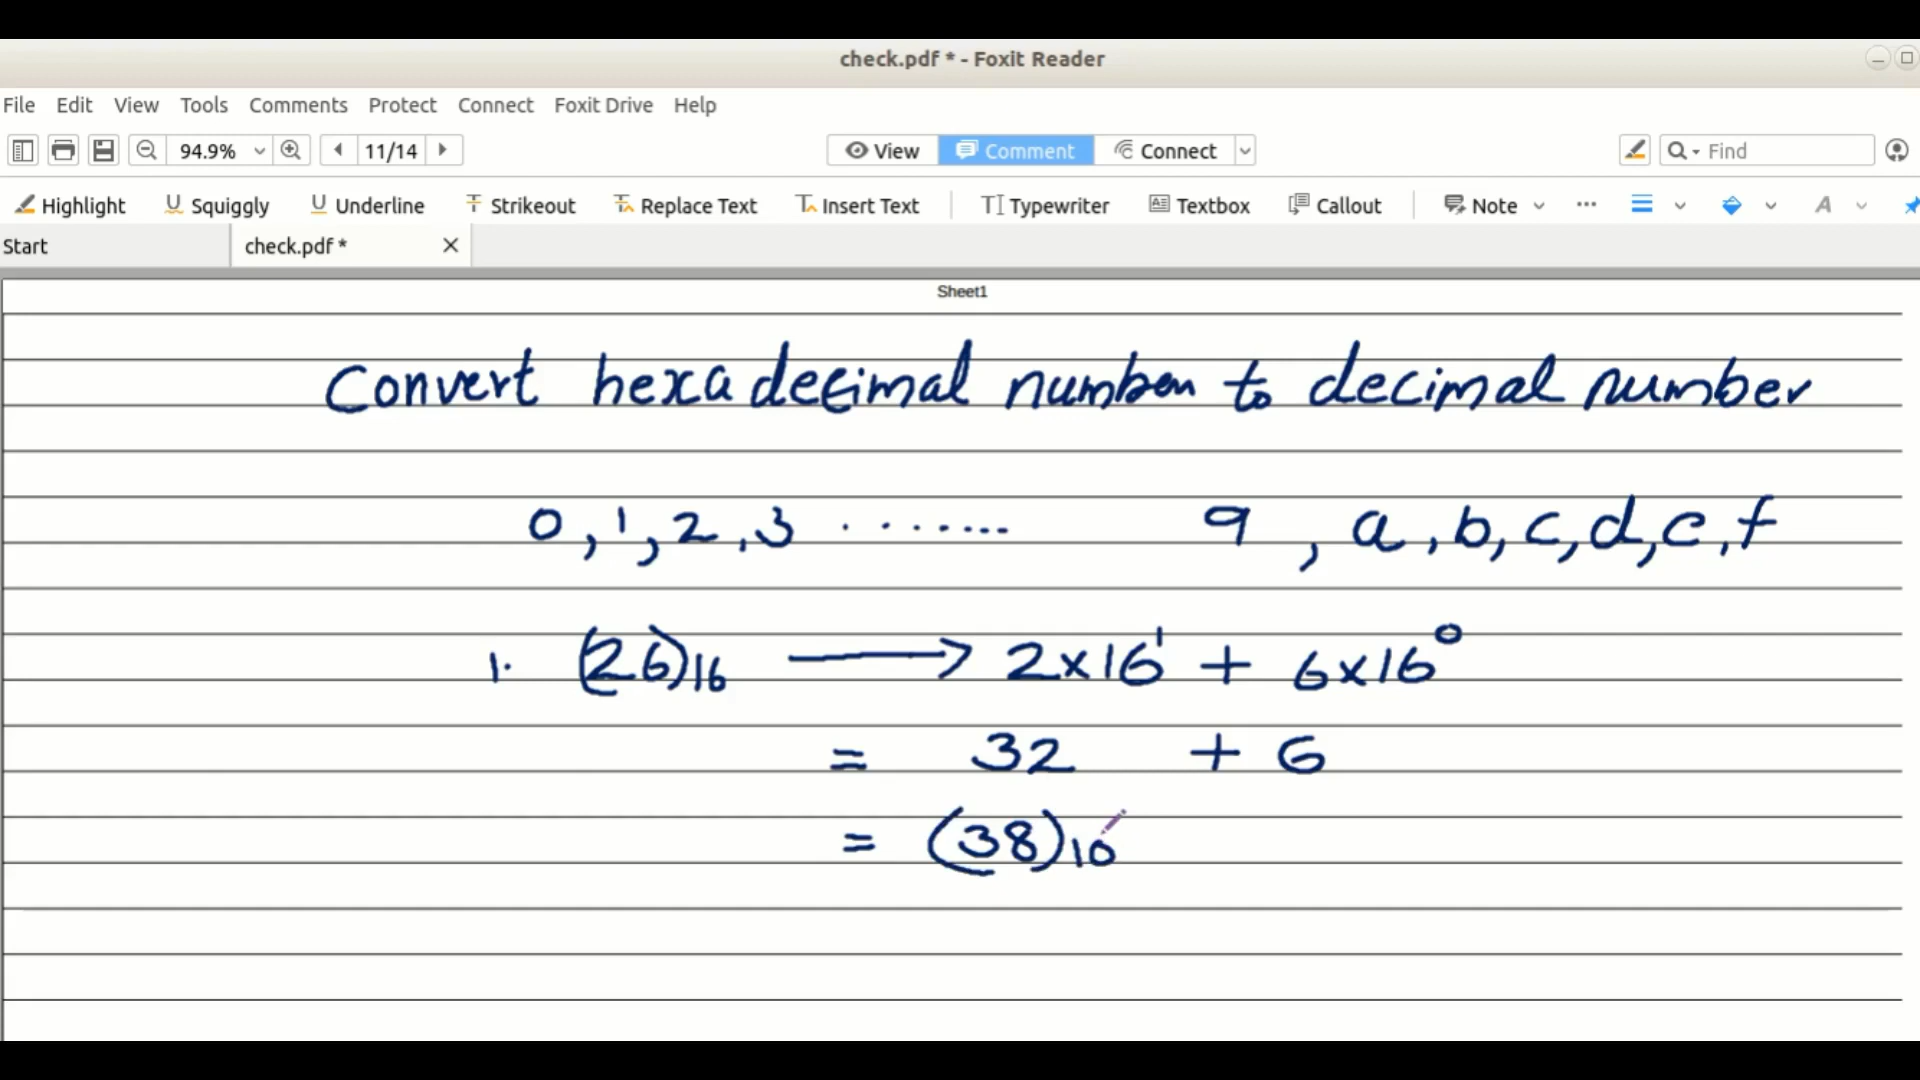 check.pdf * - Foxit Reader
File Edit View Tools Comments Protect Connect Foxit Drive Help
94.9% 11/14 View Comment Connect Find
Highlight Squiggly Underline Strikeout Replace Text Insert Text Typewriter Textbox Callout Note ...
Start check.pdf *
Sheet1
Convert hexadecimal number to decimal number
0,1,2,3 ......... 9, a,b,c,d,e,f
1. (26)16 → 2x16¹ + 6x16⁰
= 32 + 6
= (38)10